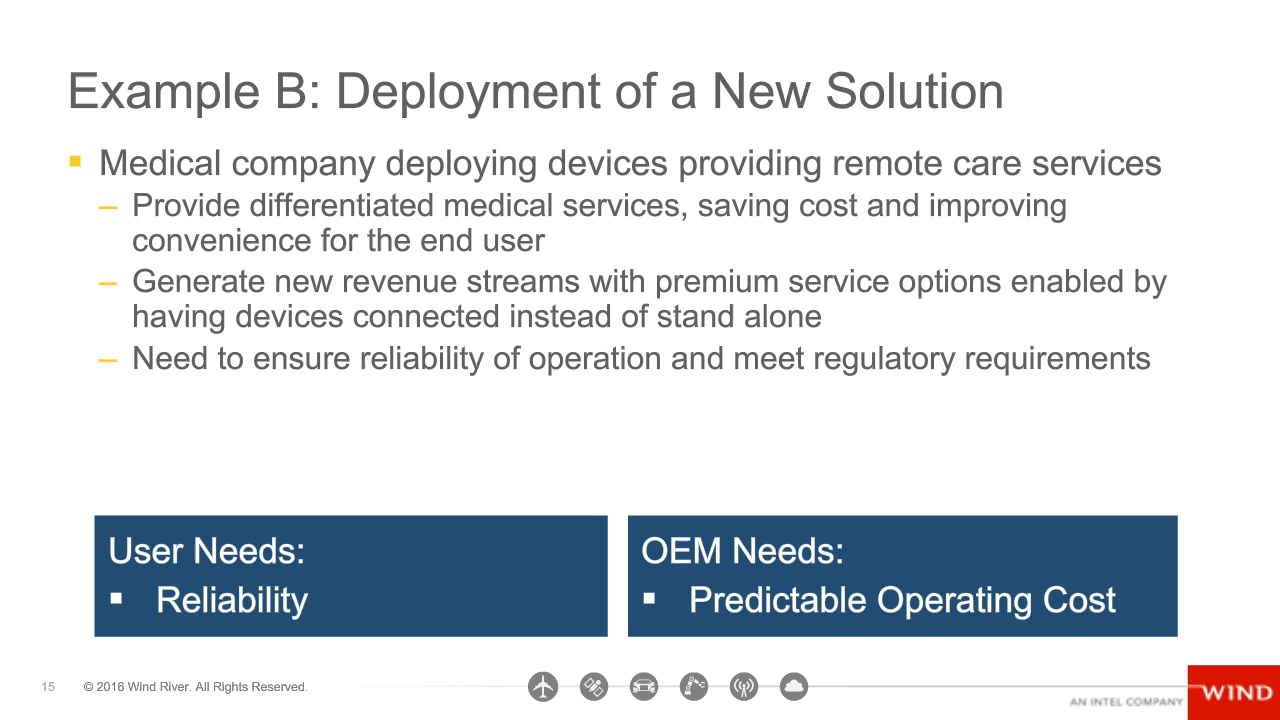 Example B: Deployment of a New Solution
▪ Medical company deploying devices providing remote care services
– Provide differentiated medical services, saving cost and improving
convenience for the end user
– Generate new revenue streams with premium service options enabled by
having devices connected instead of stand alone
– Need to ensure reliability of operation and meet regulatory requirements
User Needs:
▪ Reliability
OEM Needs:
▪ Predictable Operating Cost
15 © 2016 Wind River. All Rights Reserved.
AN INTEL COMPANY
WIND